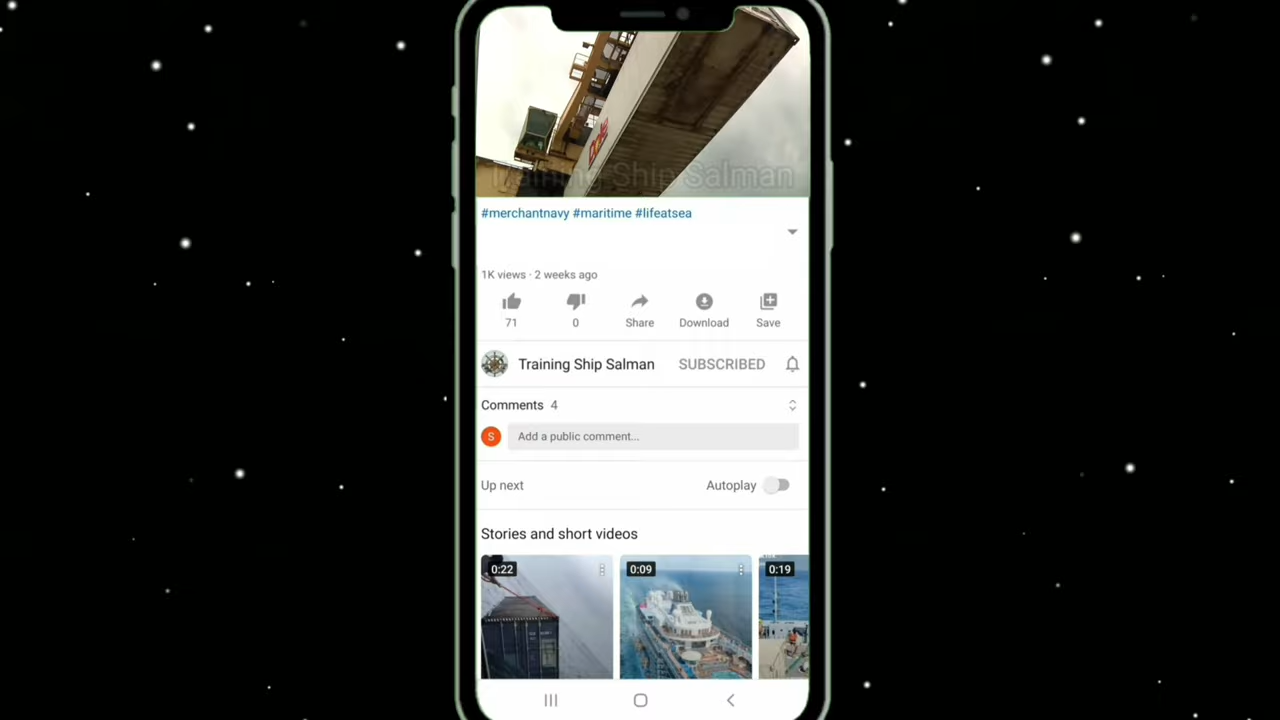 Dole
Training Ship Salman
#merchantnavy #maritime #lifeatsea
1K views · 2 weeks ago
71
0
Share
Download
Save
Training Ship Salman
SUBSCRIBED
Comments 4
S
Add a public comment...
Up next
Autoplay
Stories and short videos
0:22
0:09
0:19